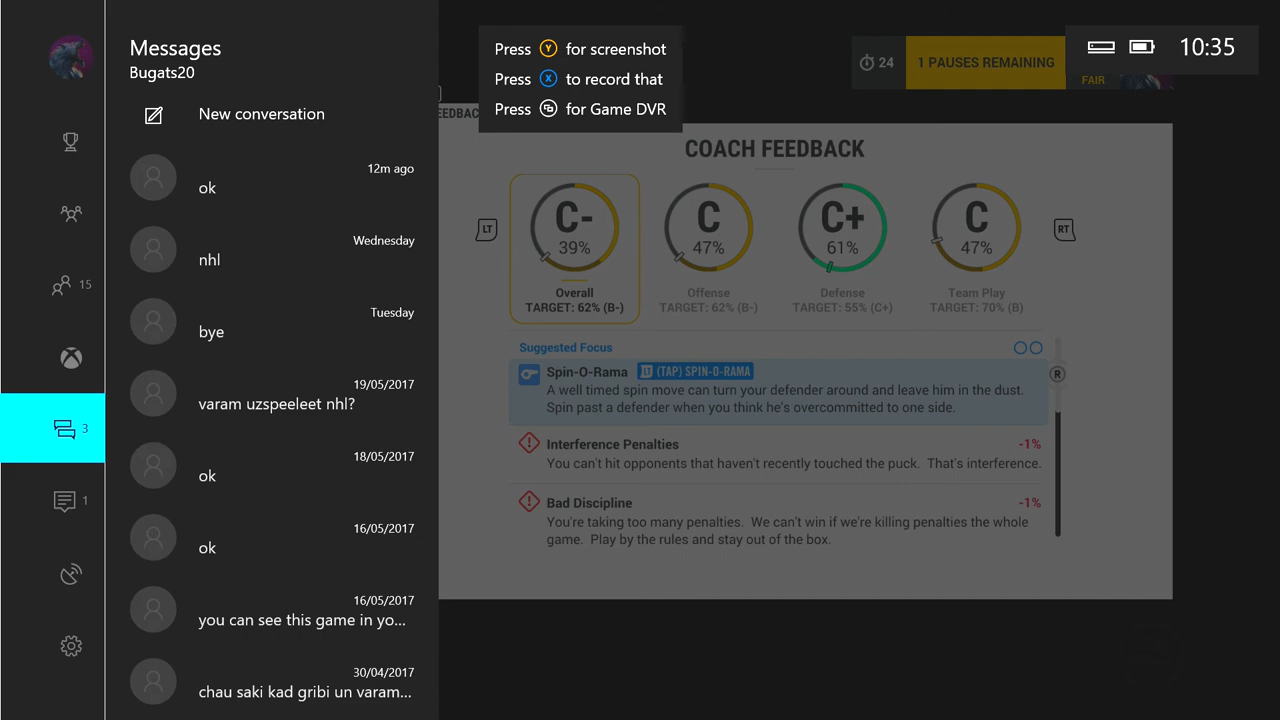 Messages
Bugats20
New conversation
12m ago
ok
Wednesday
nhl
Tuesday
bye
19/05/2017
varam uzspeleet nhl?
18/05/2017
ok
16/05/2017
ok
16/05/2017
you can see this game in yo...
30/04/2017
chau saki kad gribi un varam...
15
3
1
Press Y for screenshot
Press X to record that
Press for Game DVR
24
1 PAUSES REMAINING
10:35
FAIR
COACH FEEDBACK
LT
C-
39%
Overall
TARGET: 62% (B-)
C
47%
Offense
TARGET: 62% (B-)
C+
61%
Defense
TARGET: 55% (C+)
C
47%
Team Play
TARGET: 70% (B)
RT
Suggested Focus
Spin-O-Rama LT (TAP) SPIN-O-RAMA
A well timed spin move can turn your defender around and leave him in the dust.
Spin past a defender when you think he's overcommitted to one side.
R
Interference Penalties -1%
You can't hit opponents that haven't recently touched the puck. That's interference.
Bad Discipline -1%
You're taking too many penalties. We can't win if we're killing penalties the whole
game. Play by the rules and stay out of the box.